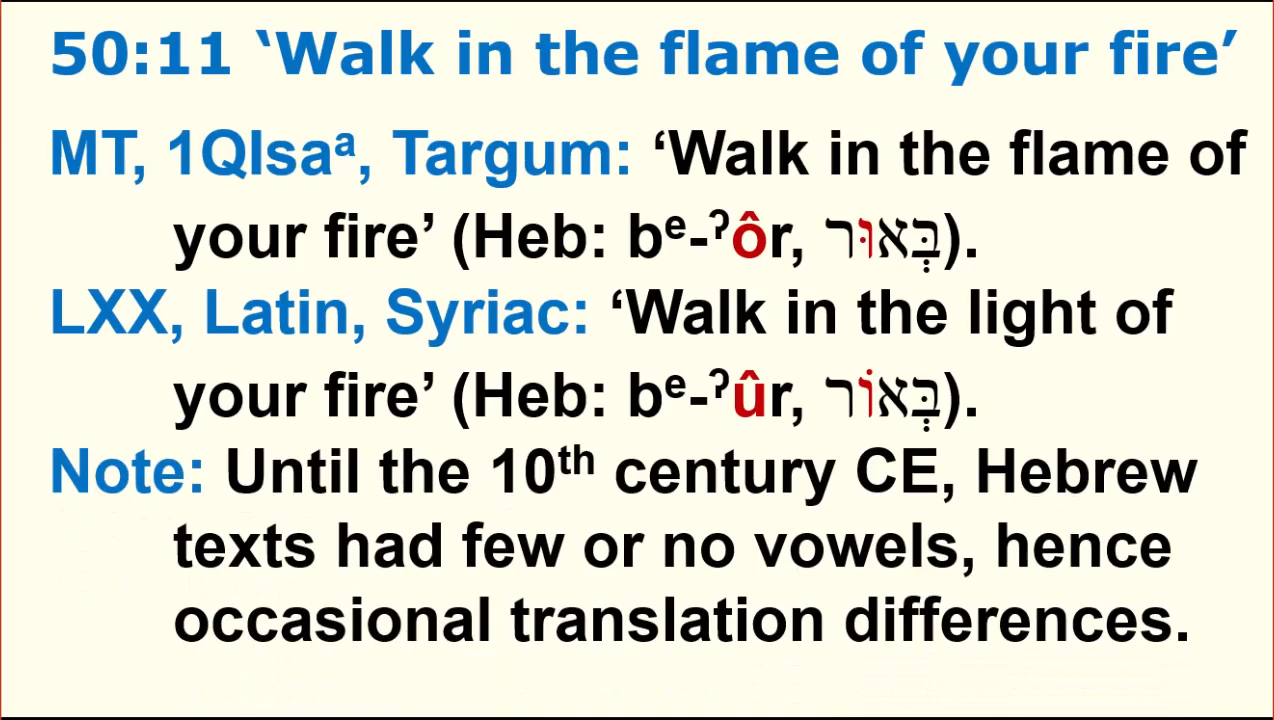 50:11 ‘Walk in the flame of your fire’
MT, 1QIsaᵃ, Targum: ‘Walk in the flame of
your fire’ (Heb: bᵉ-ˀôr, בְּאוּר).
LXX, Latin, Syriac: ‘Walk in the light of
your fire’ (Heb: bᵉ-ˀûr, בְּאוֹר).
Note: Until the 10ᵗʰ century CE, Hebrew
texts had few or no vowels, hence
occasional translation differences.